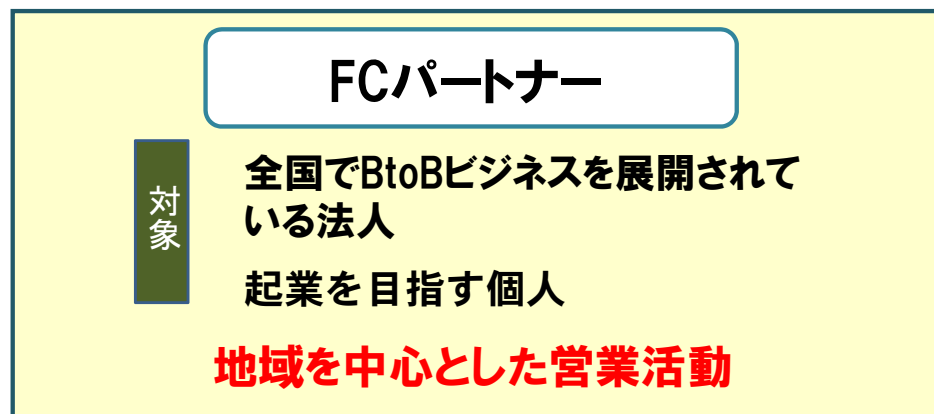 FCパートナー
対象
全国でBtoBビジネスを展開されて
いる法人
起業を目指す個人
地域を中心とした営業活動